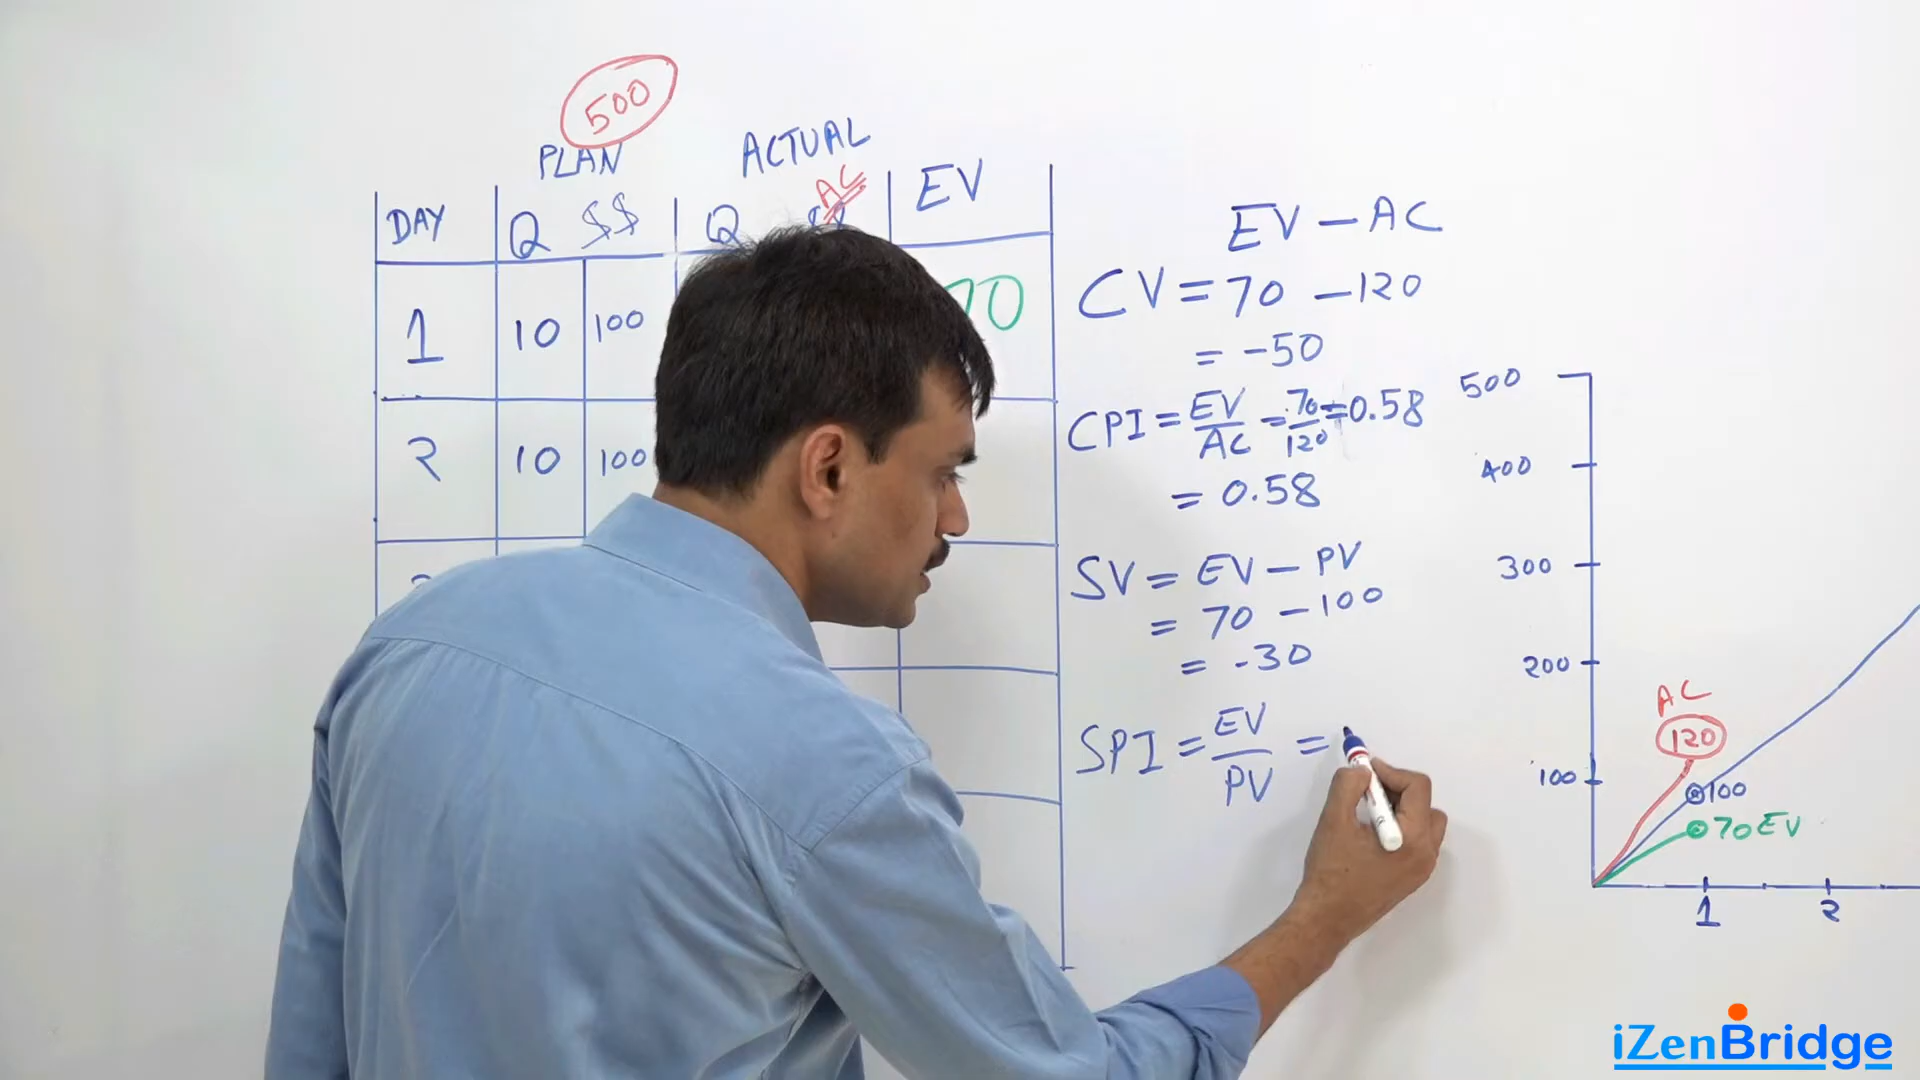 500
PLAN
ACTUAL
AC
EV
DAY
Q $$
Q
70
1 10 100
2 10 100
EV - AC
CV = 70 - 120
= -50
CPI = EV/AC = 70/120 = 0.58
= 0.58
SV = EV - PV
= 70 - 100
= -30
SPI = EV/PV =
500
400
300
200
100
AC
120
100
70 EV
1 2
iZenBridge